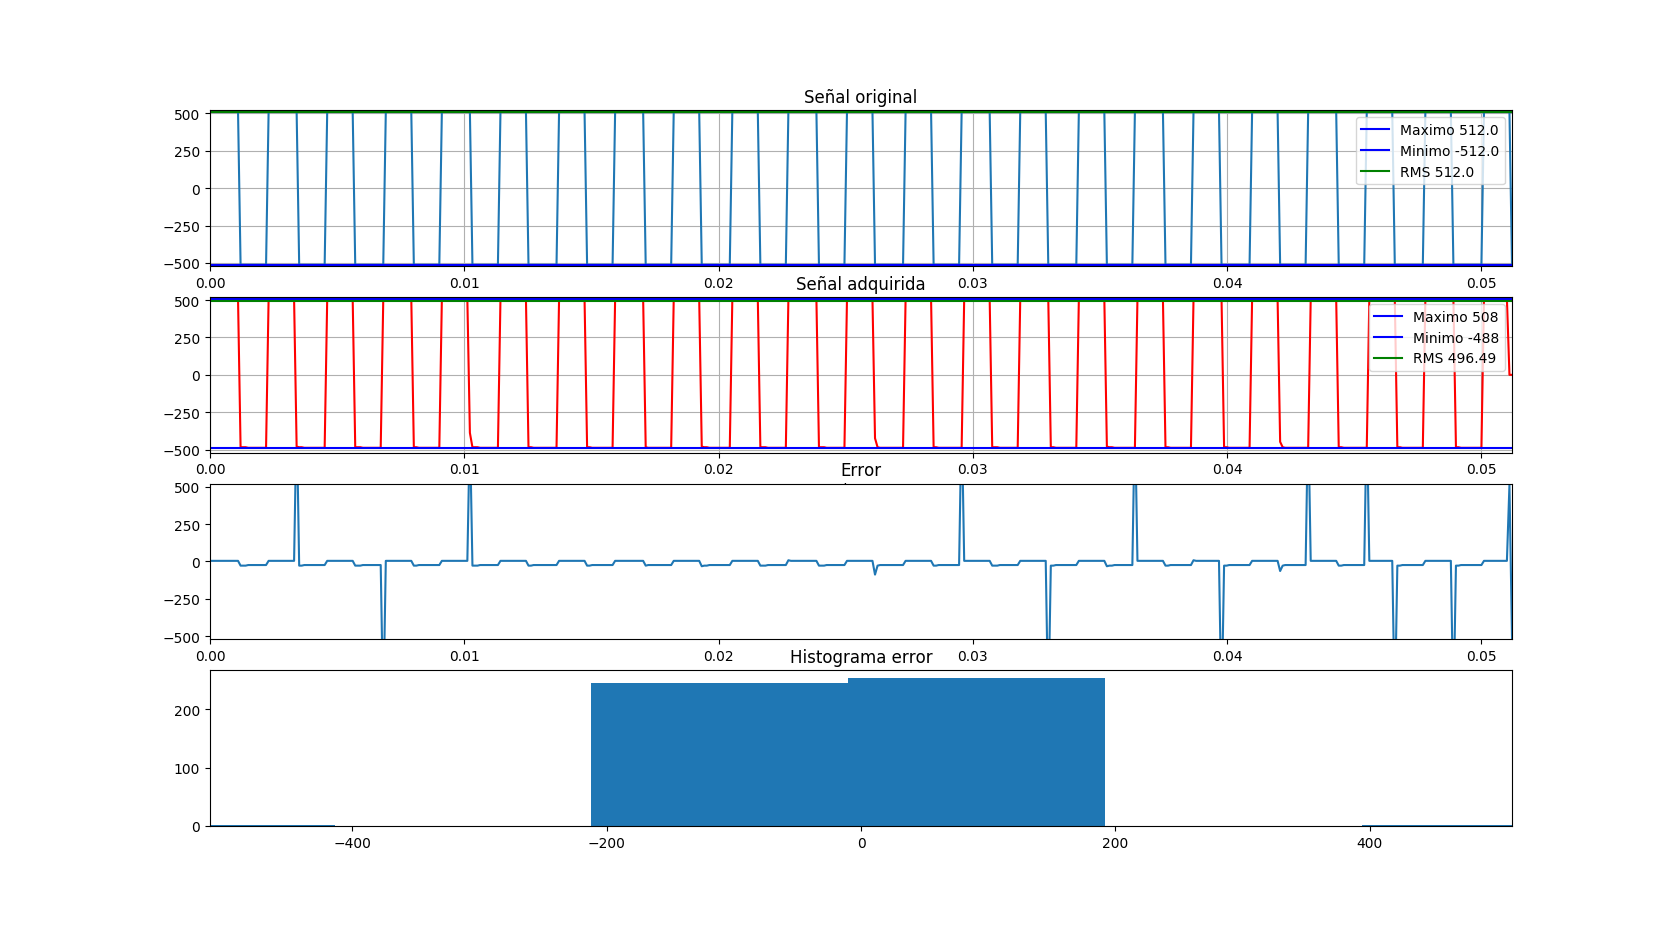 Señal original
500
250
0
−250
−500
Maximo 512.0
Minimo -512.0
RMS 512.0
0.00 0.01 0.02 0.03 0.04 0.05
Señal adquirida
500
250
0
−250
−500
Maximo 508
Minimo -488
RMS 496.49
0.00 0.01 0.02 0.03 0.04 0.05
Error
500
250
0
−250
−500
0.00 0.01 0.02 0.03 0.04 0.05
Histograma error
200
100
0
−400 −200 0 200 400